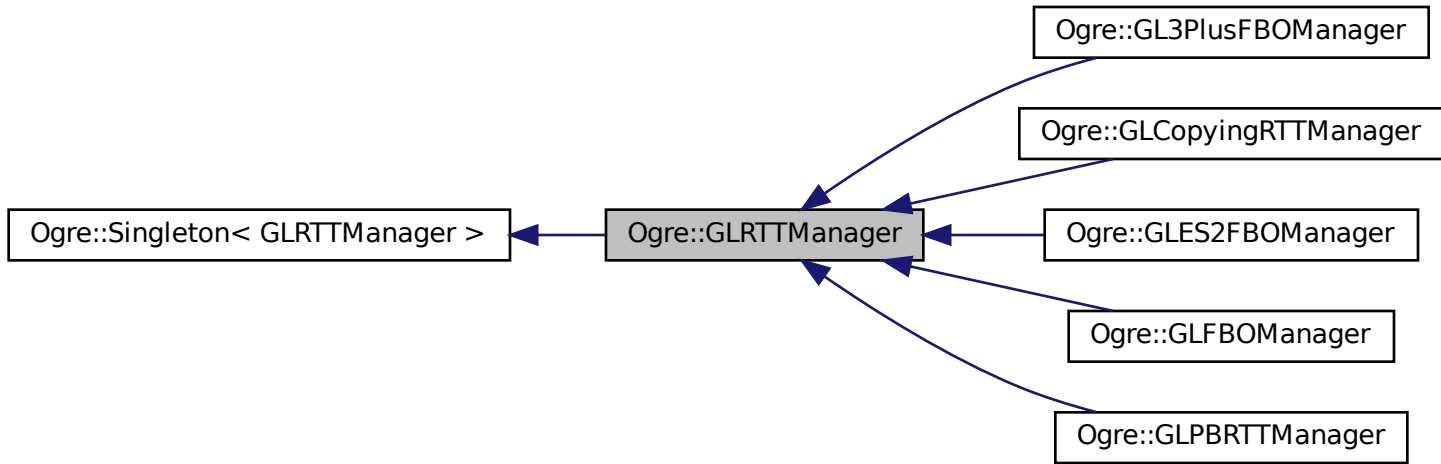 Ogre::GL3PlusFBOManager
Ogre::GLCopyingRTTManager
Ogre::Singleton< GLRTTManager >
Ogre::GLRTTManager
Ogre::GLES2FBOManager
Ogre::GLFBOManager
Ogre::GLPBRTTManager